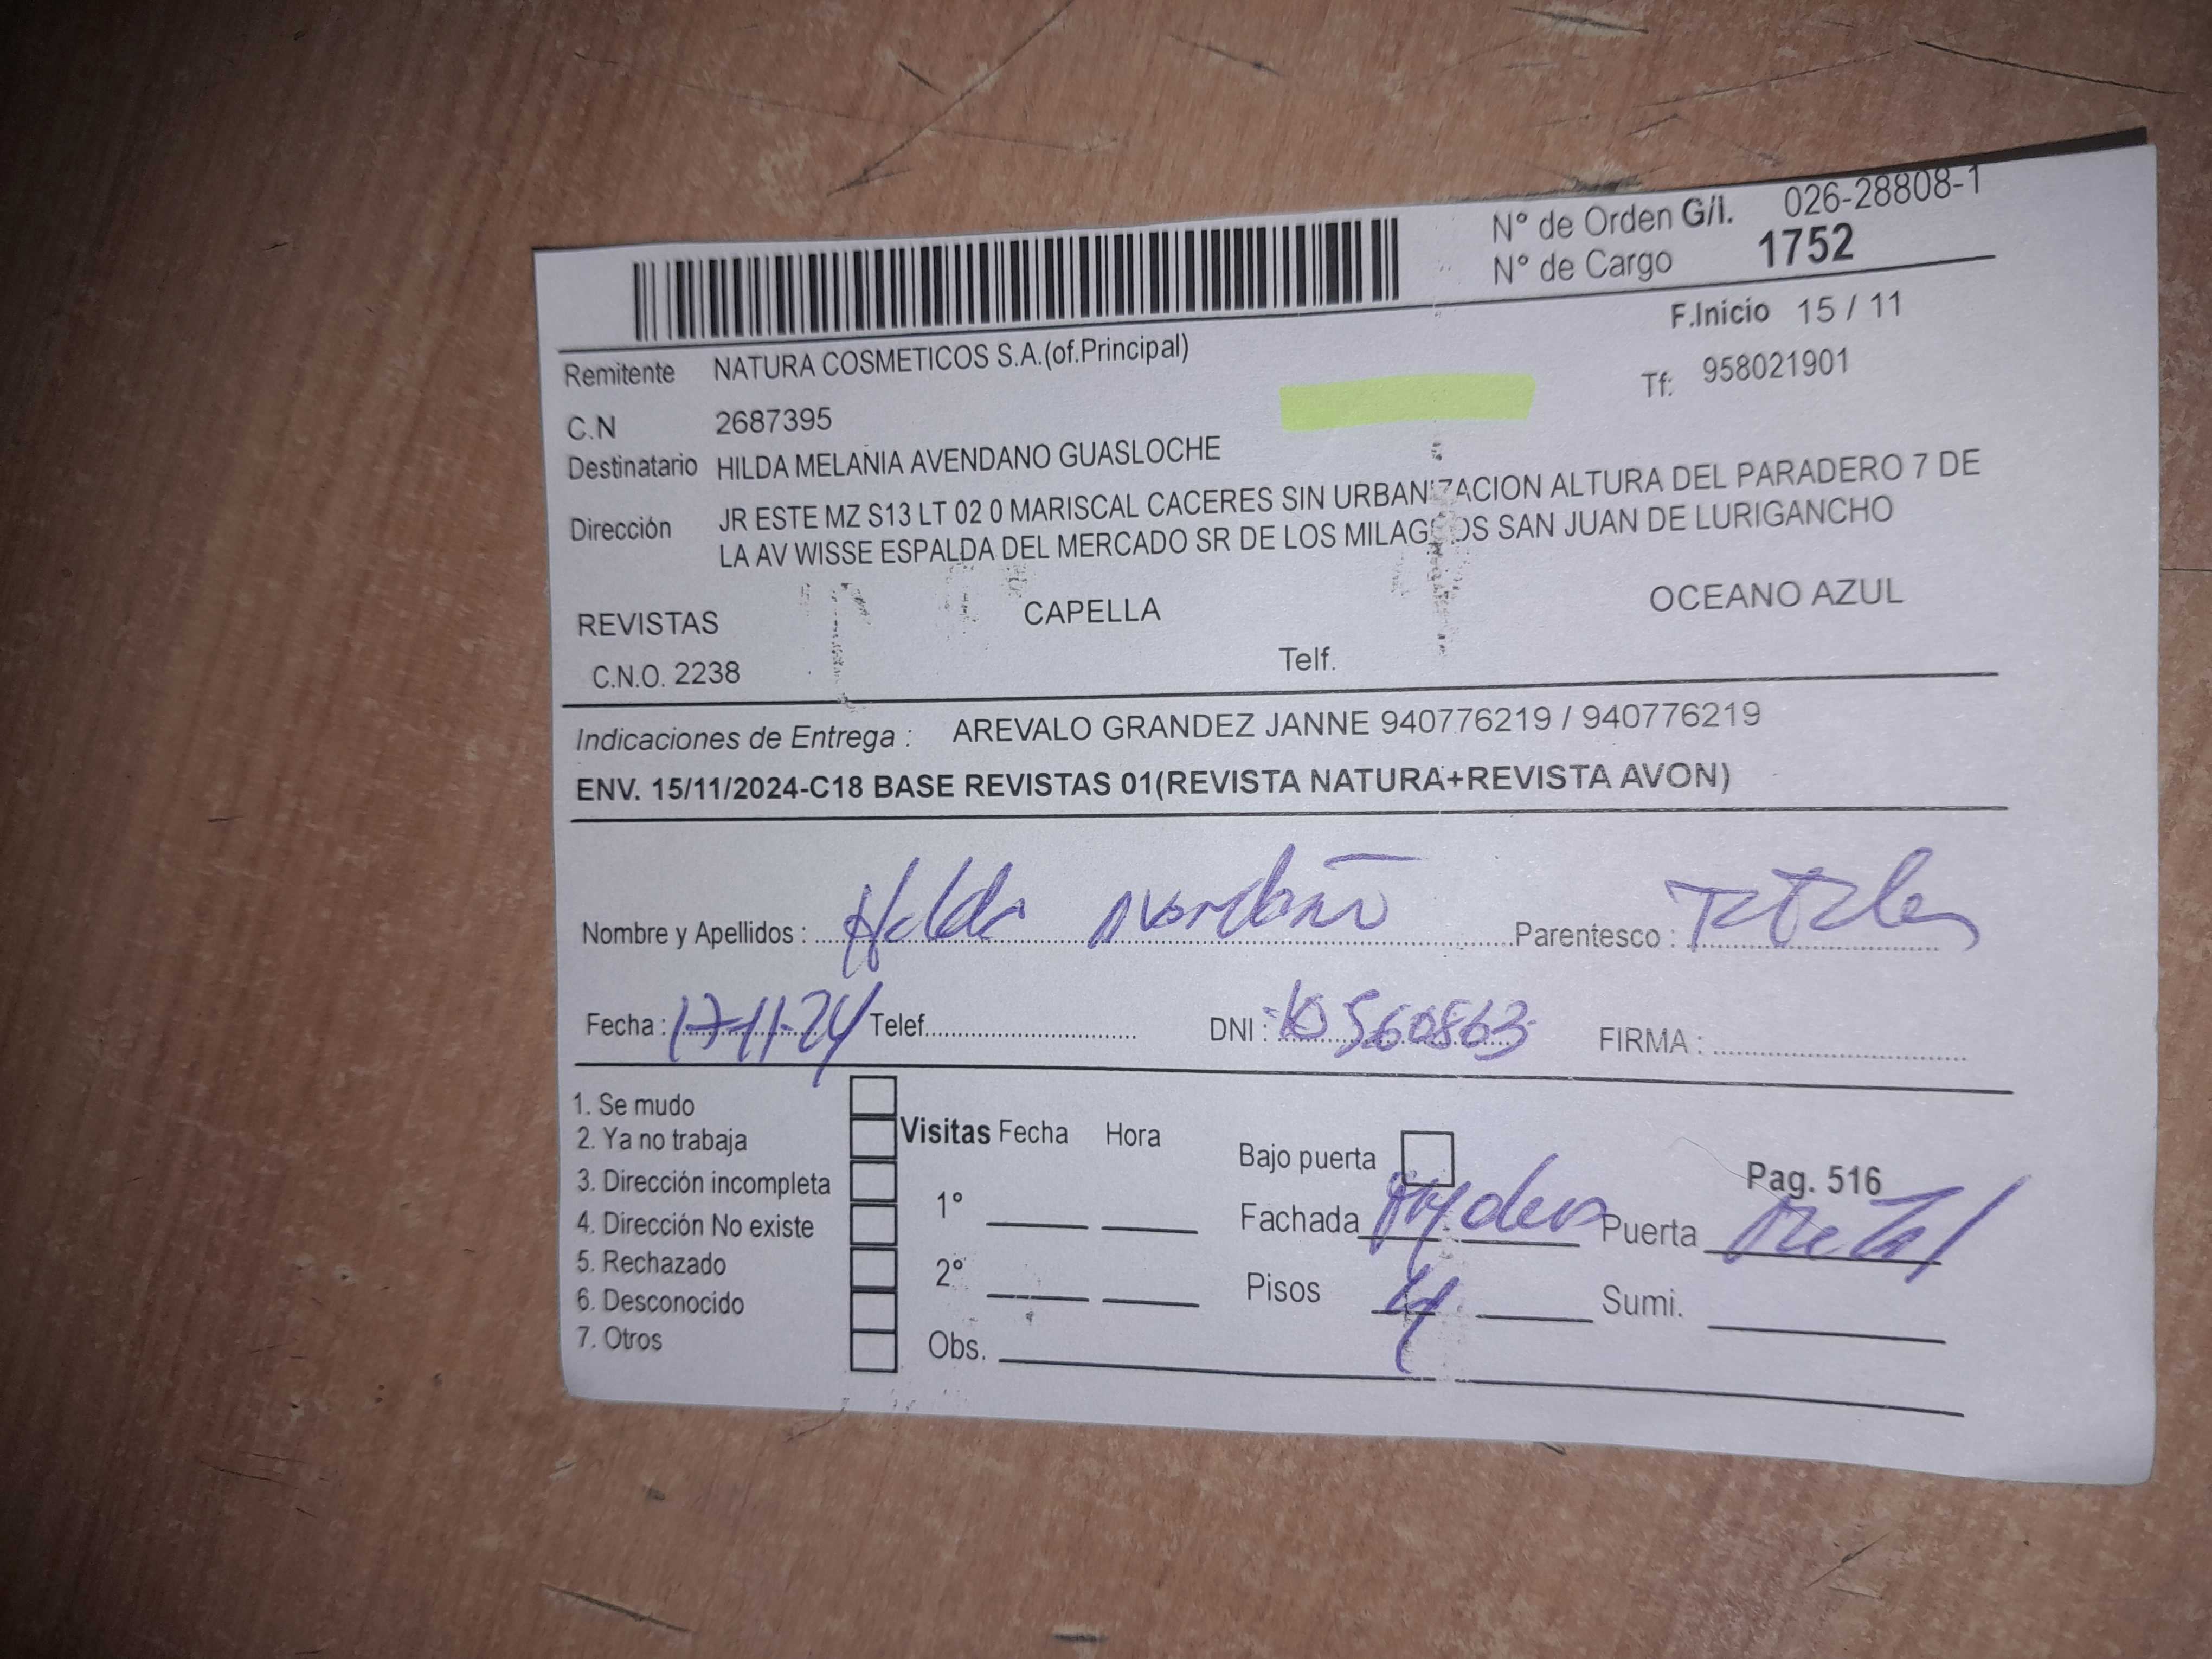 N° de Orden G/I. 026-28808-1
N° de Cargo 1752
F.Inicio 15 / 11
Remitente NATURA COSMETICOS S.A.(of.Principal)
Tf: 958021901
C.N 2687395
Destinatario HILDA MELANIA AVENDANO GUASLOCHE
Dirección JR ESTE MZ S13 LT 02 0 MARISCAL CACERES SIN URBANIZACION ALTURA DEL PARADERO 7 DE
LA AV WISSE ESPALDA DEL MERCADO SR DE LOS MILAGROS SAN JUAN DE LURIGANCHO
REVISTAS CAPELLA OCEANO AZUL
C.N.O. 2238 Telf.
Indicaciones de Entrega : AREVALO GRANDEZ JANNE 940776219 / 940776219
ENV. 15/11/2024-C18 BASE REVISTAS 01(REVISTA NATURA+REVISTA AVON)
Nombre y Apellidos : Hilda Avendaño Parentesco :
Fecha : 17-11-24 Telef. DNI : 10560863 FIRMA :
1. Se mudo
2. Ya no trabaja
3. Dirección incompleta
4. Dirección No existe
5. Rechazado
6. Desconocido
7. Otros
Visitas Fecha Hora
1°
2°
Obs.
Bajo puerta Pag. 516
Fachada Puerta Metal
Pisos 4 Sumi.